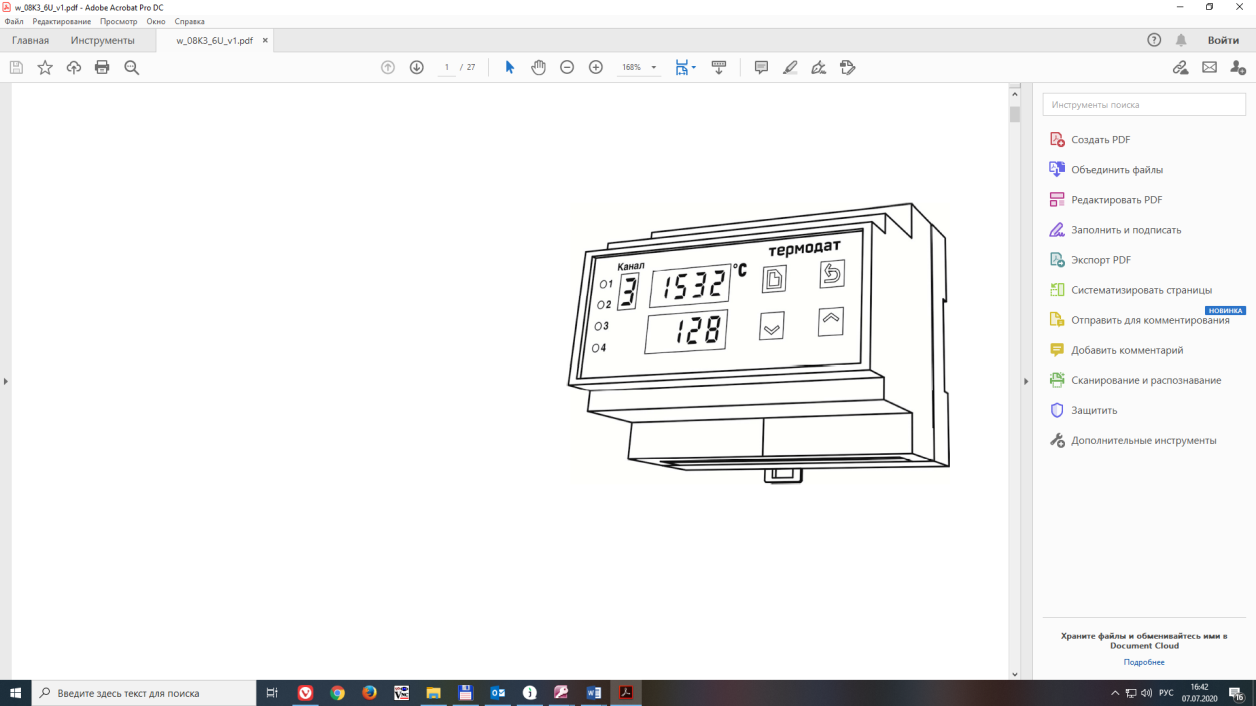 w_08K3_6U_v1.pdf - Adobe Acrobat Pro DC
Файл Редактирование Просмотр Окно Справка
Главная Инструменты w_08K3_6U_v1.pdf × Войти
1 / 27 168%
Инструменты поиска
Создать PDF
Объединить файлы
Редактировать PDF
Заполнить и подписать
Экспорт PDF
Систематизировать страницы
НОВИНКА
Отправить для комментирования
Добавить комментарий
Сканирование и распознавание
Защитить
Дополнительные инструменты
Храните файлы и обменивайтесь ими в
Document Cloud
Подробнее
термодат
Канал
°C
1 3 1532
2
3 128
4
Введите здесь текст для поиска
РУС 16:42
07.07.2020 16